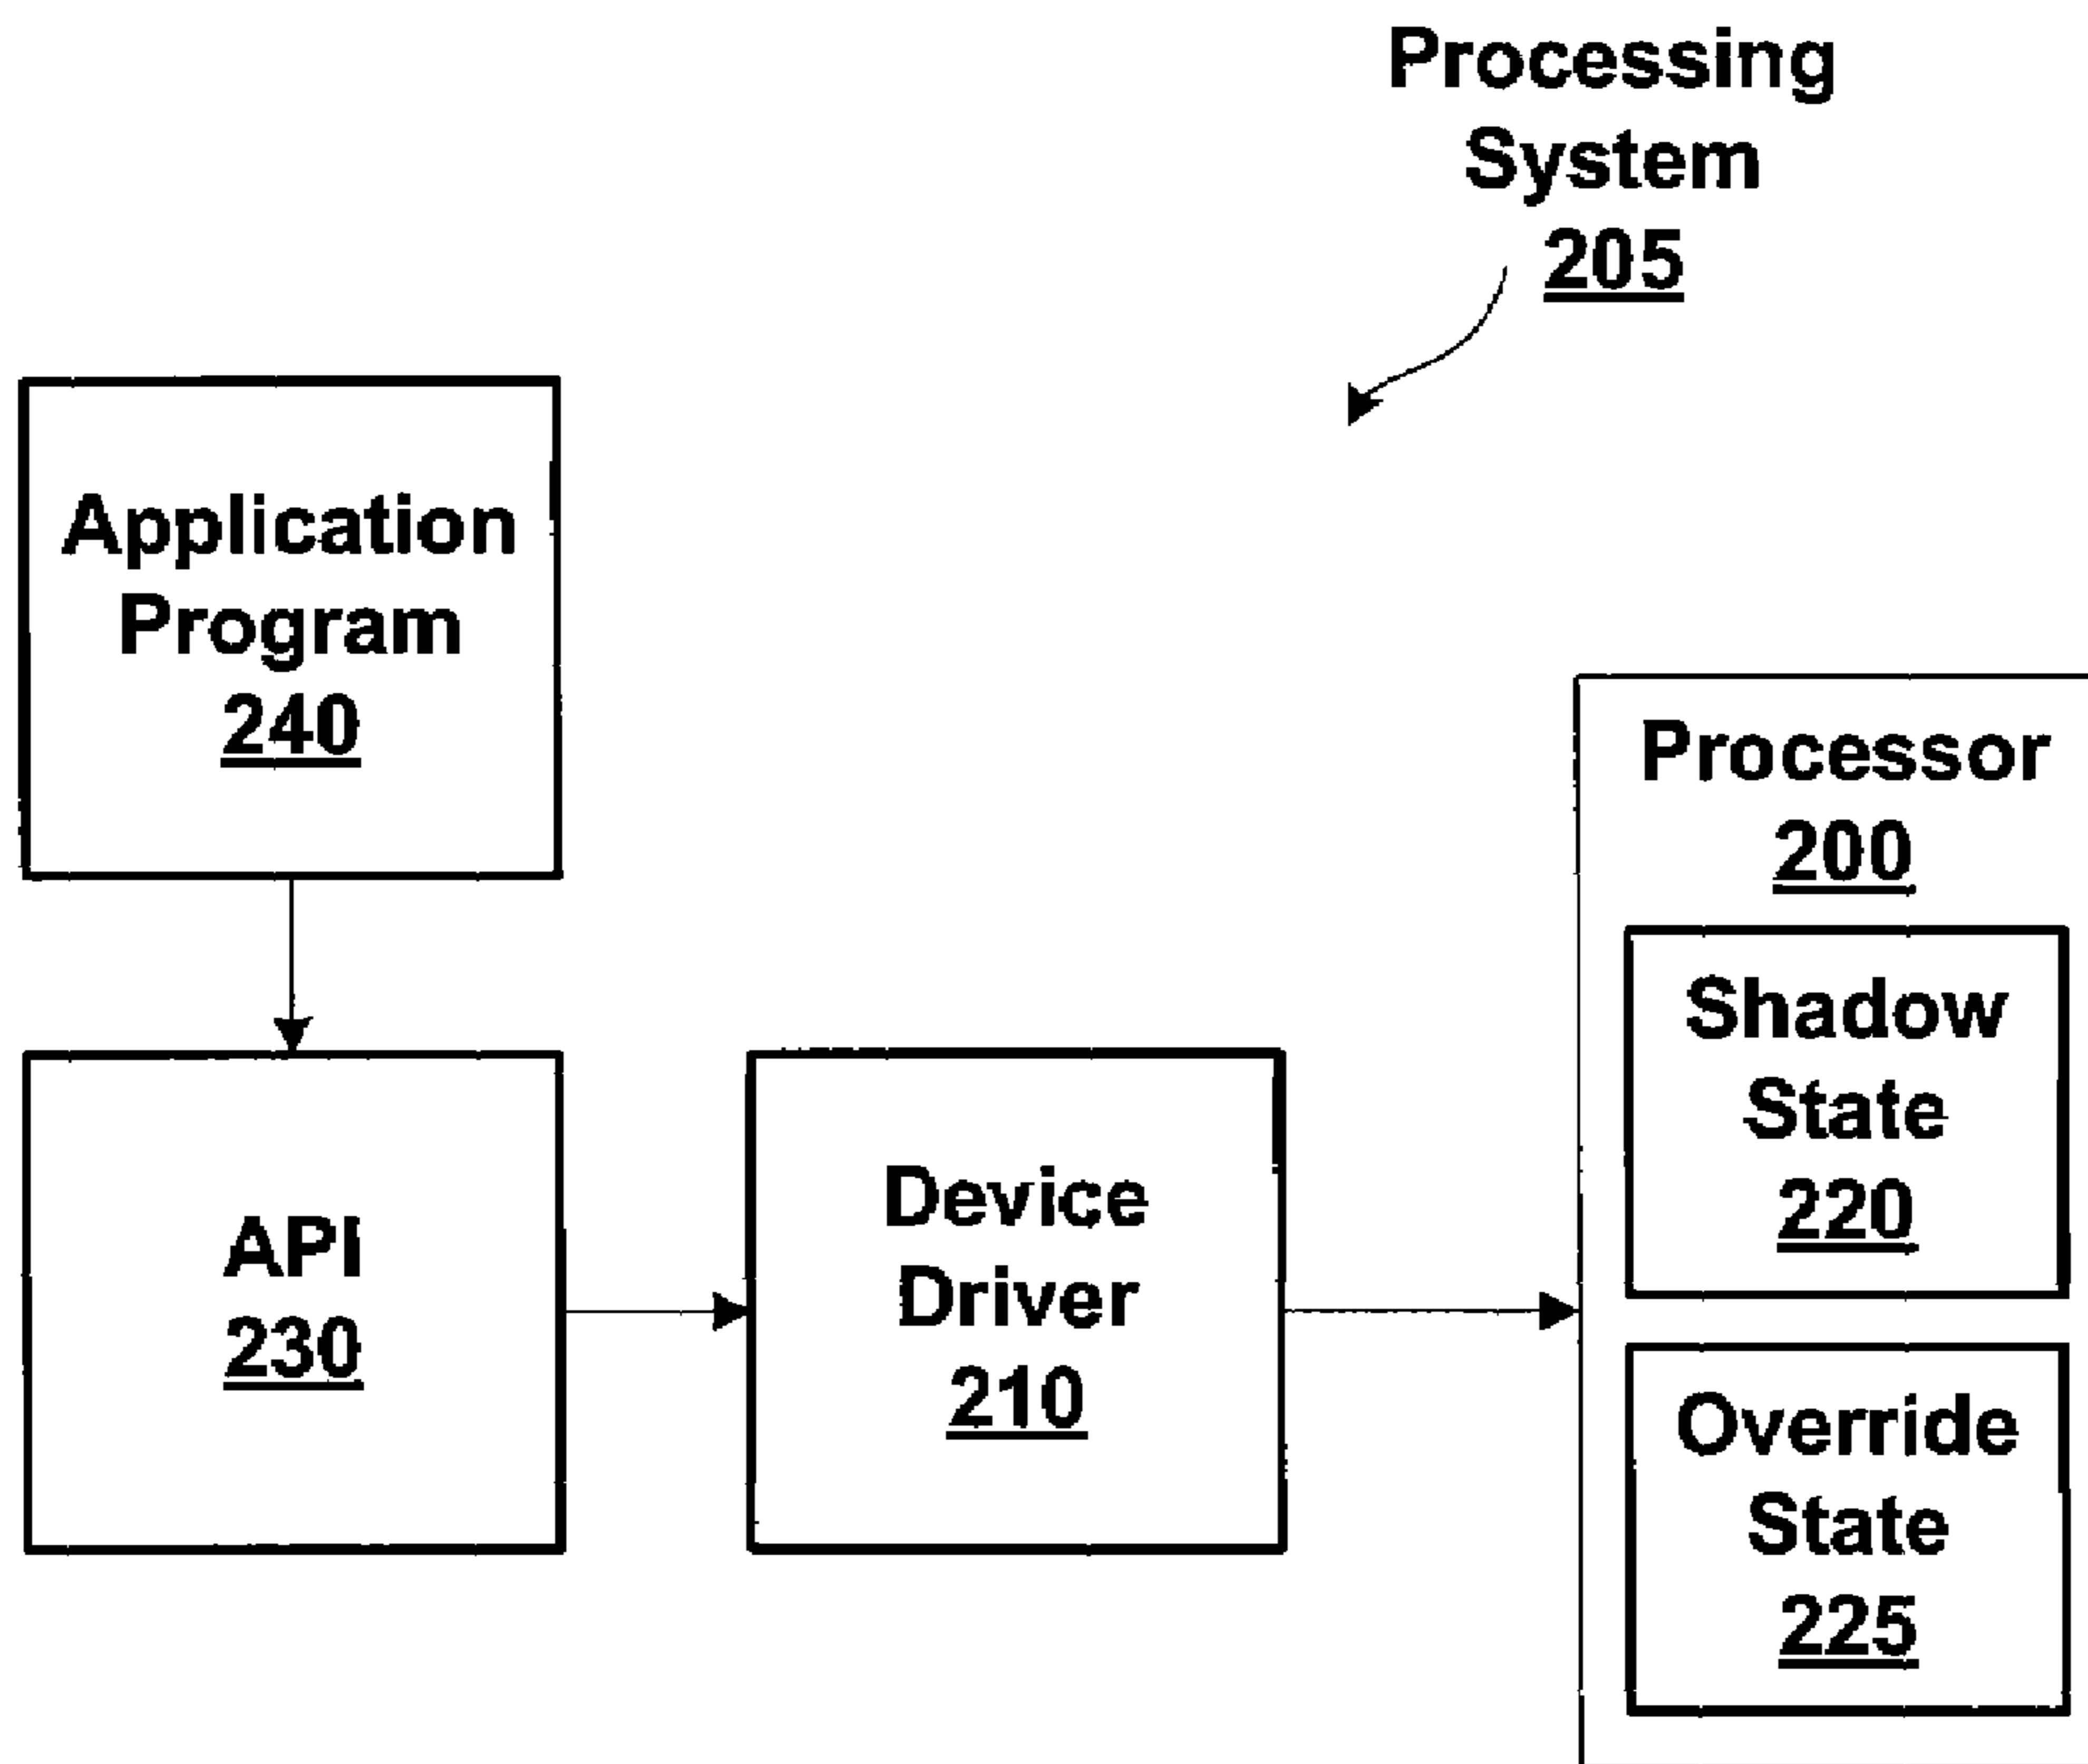 Processing
System
205
Application
Program
240
Processor
200
Shadow
State
220
API
230
Device
Driver
210
Override
State
225